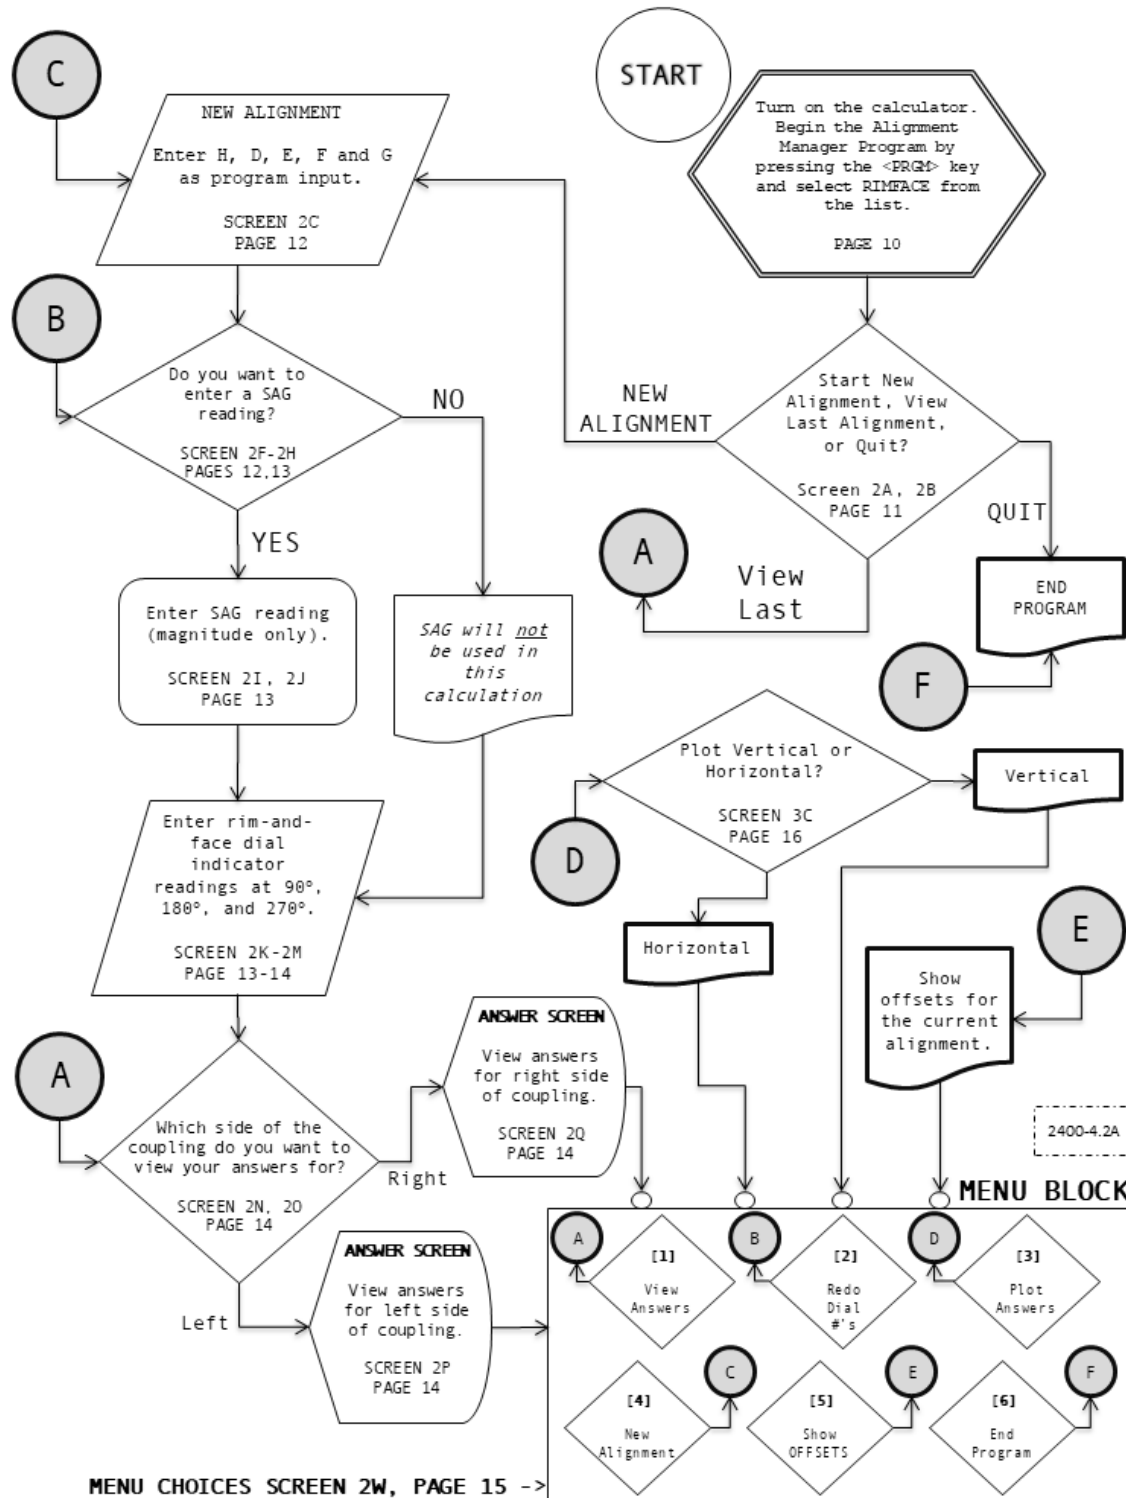 C
START
NEW ALIGNMENT
Enter H, D, E, F and G
as program input.
SCREEN 2C
PAGE 12
Turn on the calculator.
Begin the Alignment
Manager Program by
pressing the <PRGM> key
and select RIMFACE from
the list.
PAGE 10
B
Do you want to
enter a SAG
reading?
SCREEN 2F-2H
PAGES 12,13
NO
YES
NEW
ALIGNMENT
Start New
Alignment, View
Last Alignment,
or Quit?
Screen 2A, 2B
PAGE 11
QUIT
A
View
Last
END
PROGRAM
F
Enter SAG reading
(magnitude only).
SCREEN 2I, 2J
PAGE 13
SAG will not
be used in
this
calculation
Plot Vertical or
Horizontal?
SCREEN 3C
PAGE 16
Vertical
D
Horizontal
E
Show
offsets for
the current
alignment.
Enter rim-and-
face dial
indicator
readings at 90°,
180°, and 270°.
SCREEN 2K-2M
PAGE 13-14
A
Which side of the
coupling do you want to
view your answers for?
SCREEN 2N, 2O
PAGE 14
Right
Left
ANSWER SCREEN
View answers
for right side
of coupling.
SCREEN 2Q
PAGE 14
ANSWER SCREEN
View answers
for left side
of coupling.
SCREEN 2P
PAGE 14
2400-4.2A
MENU BLOCK
A
[1]
View
Answers
B
[2]
Redo
Dial
#'s
D
[3]
Plot
Answers
C
[4]
New
Alignment
E
[5]
Show
OFFSETS
F
[6]
End
Program
MENU CHOICES SCREEN 2W, PAGE 15 ->